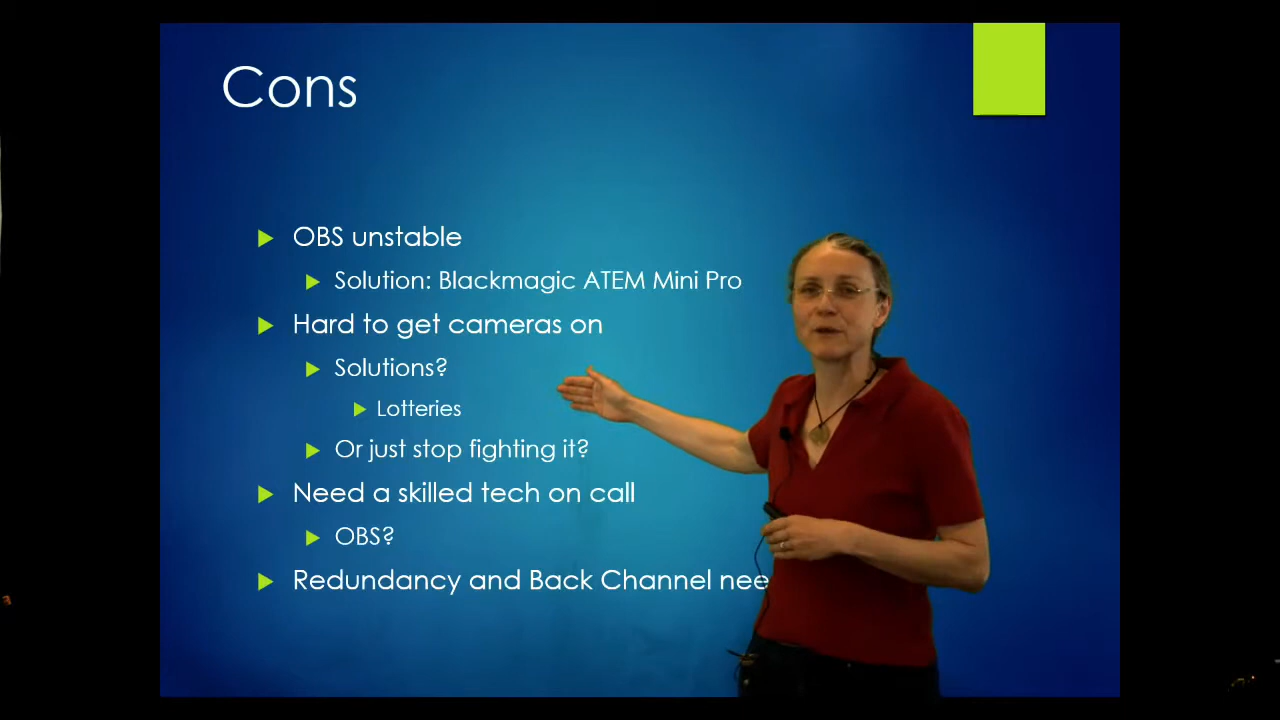 Cons
OBS unstable
Solution: Blackmagic ATEM Mini Pro
Hard to get cameras on
Solutions?
Lotteries
Or just stop fighting it?
Need a skilled tech on call
OBS?
Redundancy and Back Channel